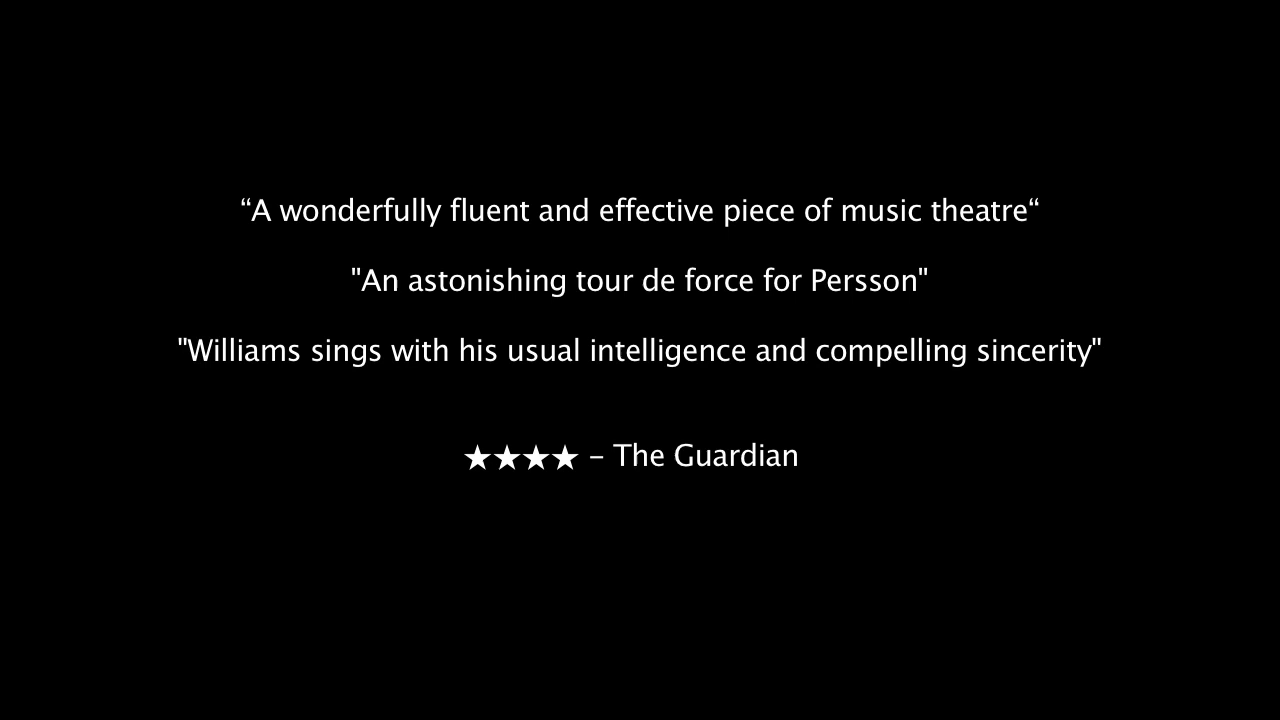 “A wonderfully fluent and effective piece of music theatre“
"An astonishing tour de force for Persson"
"Williams sings with his usual intelligence and compelling sincerity"
★★★★ – The Guardian